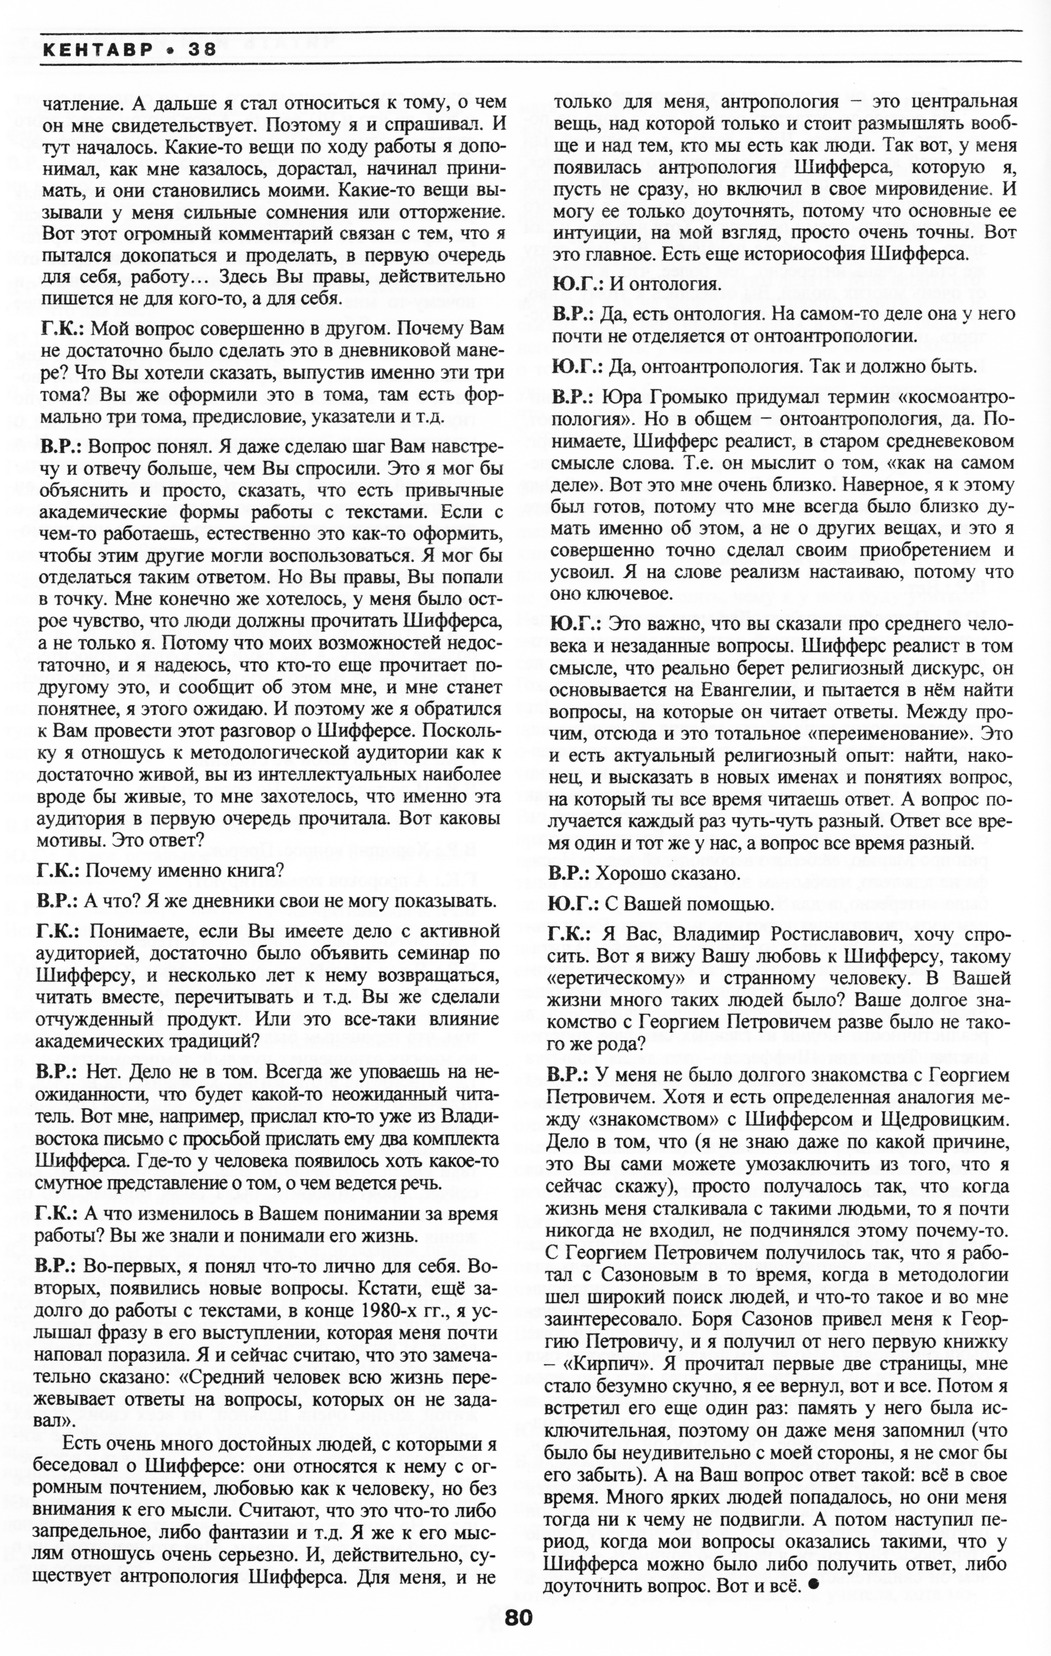 КЕНТАВР • 38
чатление. А дальше я стал относиться к тому, о чем
он мне свидетельствует. Поэтому я и спрашивал. И
тут началось. Какие-то вещи по ходу работы я допо-
нимал, как мне казалось, дорастал, начинал прини-
мать, и они становились моими. Какие-то вещи вы-
зывали у меня сильные сомнения или отторжение.
Вот этот огромный комментарий связан с тем, что я
пытался докопаться и проделать, в первую очередь
для себя, работу... Здесь Вы правы, действительно
пишется не для кого-то, а для себя.
Г.К.: Мой вопрос совершенно в другом. Почему Вам
не достаточно было сделать это в дневниковой мане-
ре? Что Вы хотели сказать, выпустив именно эти три
тома? Вы же оформили это в тома, там есть фор-
мально три тома, предисловие, указатели и т.д.
В.Р.: Вопрос понял. Я даже сделаю шаг Вам навстре-
чу и отвечу больше, чем Вы спросили. Это я мог бы
объяснить и просто, сказать, что есть привычные
академические формы работы с текстами. Если с
чем-то работаешь, естественно это как-то оформить,
чтобы этим другие могли воспользоваться. Я мог бы
отделаться таким ответом. Но Вы правы, Вы попали
в точку. Мне конечно же хотелось, у меня было ост-
рое чувство, что люди должны прочитать Шифферса,
а не только я. Потому что моих возможностей недос-
таточно, и я надеюсь, что кто-то еще прочитает по-
другому это, и сообщит об этом мне, и мне станет
понятнее, я этого ожидаю. И поэтому же я обратился
к Вам провести этот разговор о Шифферсе. Посколь-
ку я отношусь к методологической аудитории как к
достаточно живой, вы из интеллектуальных наиболее
вроде бы живые, то мне захотелось, что именно эта
аудитория в первую очередь прочитала. Вот каковы
мотивы. Это ответ?
Г.К.: Почему именно книга?
В.Р.: А что? Я же дневники свои не могу показывать.
Г.К.: Понимаете, если Вы имеете дело с активной
аудиторией, достаточно было объявить семинар по
Шифферсу, и несколько лет к нему возвращаться,
читать вместе, перечитывать и т.д. Вы же сделали
отчужденный продукт. Или это все-таки влияние
академических традиций?
В.Р.: Нет. Дело не в том. Всегда же уповаешь на не-
ожиданности, что будет какой-то неожиданный чита-
тель. Вот мне, например, прислал кто-то уже из Влади-
востока письмо с просьбой прислать ему два комплекта
Шифферса. Где-то у человека появилось хоть какое-то
смутное представление о том, о чем ведется речь.
Г.К.: А что изменилось в Вашем понимании за время
работы? Вы же знали и понимали его жизнь.
В.Р.: Во-первых, я понял что-то лично для себя. Во-
вторых, появились новые вопросы. Кстати, ещё за-
долго до работы с текстами, в конце 1980-х гг., я ус-
лышал фразу в его выступлении, которая меня почти
наповал поразила. Я и сейчас считаю, что это замеча-
тельно сказано: «Средний человек всю жизнь пере-
жевывает ответы на вопросы, которых он не зада-
вал».
Есть очень много достойных людей, с которыми я
беседовал о Шифферсе: они относятся к нему с ог-
ромным почтением, любовью как к человеку, но без
внимания к его мысли. Считают, что это что-то либо
запредельное, либо фантазии и т.д. Я же к его мыс-
лям отношусь очень серьезно. И, действительно, су-
ществует антропология Шифферса. Для меня, и не
только для меня, антропология – это центральная
вещь, над которой только и стоит размышлять вооб-
ще и над тем, кто мы есть как люди. Так вот, у меня
появилась антропология Шифферса, которую я,
пусть не сразу, но включил в свое мировидение. И
могу ее только доуточнять, потому что основные ее
интуиции, на мой взгляд, просто очень точны. Вот
это главное. Есть еще историософия Шифферса.
Ю.Г.: И онтология.
В.Р.: Да, есть онтология. На самом-то деле она у него
почти не отделяется от онтоантропологии.
Ю.Г.: Да, онтоантропология. Так и должно быть.
В.Р.: Юра Громыко придумал термин «космоантро-
пология». Но в общем – онтоантропология, да. По-
нимаете, Шифферс реалист, в старом средневековом
смысле слова. Т.е. он мыслит о том, «как на самом
деле». Вот это мне очень близко. Наверное, я к этому
был готов, потому что мне всегда было близко ду-
мать именно об этом, а не о других вещах, и это я
совершенно точно сделал своим приобретением и
усвоил. Я на слове реализм настаиваю, потому что
оно ключевое.
Ю.Г.: Это важно, что вы сказали про среднего чело-
века и незаданные вопросы. Шифферс реалист в том
смысле, что реально берет религиозный дискурс, он
основывается на Евангелии, и пытается в нём найти
вопросы, на которые он читает ответы. Между про-
чим, отсюда и это тотальное «переименование». Это
и есть актуальный религиозный опыт: найти, нако-
нец, и высказать в новых именах и понятиях вопрос,
на который ты все время читаешь ответ. А вопрос по-
лучается каждый раз чуть-чуть разный. Ответ все вре-
мя один и тот же у нас, а вопрос все время разный.
В.Р.: Хорошо сказано.
Ю.Г.: С Вашей помощью.
Г.К.: Я Вас, Владимир Ростиславович, хочу спро-
сить. Вот я вижу Вашу любовь к Шифферсу, такому
«еретическому» и странному человеку. В Вашей
жизни много таких людей было? Ваше долгое зна-
комство с Георгием Петровичем разве было не тако-
го же рода?
В.Р.: У меня не было долгого знакомства с Георгием
Петровичем. Хотя и есть определенная аналогия ме-
жду «знакомством» с Шифферсом и Щедровицким.
Дело в том, что (я не знаю даже по какой причине,
это Вы сами можете умозаключить из того, что я
сейчас скажу), просто получалось так, что когда
жизнь меня сталкивала с такими людьми, то я почти
никогда не входил, не подчинялся этому почему-то.
С Георгием Петровичем получилось так, что я рабо-
тал с Сазоновым в то время, когда в методологии
шел широкий поиск людей, и что-то такое и во мне
заинтересовало. Боря Сазонов привел меня к Геор-
гию Петровичу, и я получил от него первую книжку
– «Кирпич». Я прочитал первые две страницы, мне
стало безумно скучно, я ее вернул, вот и все. Потом я
встретил его еще один раз: память у него была ис-
ключительная, поэтому он даже меня запомнил (что
было бы неудивительно с моей стороны, я не смог бы
его забыть). А на Ваш вопрос ответ такой: всё в свое
время. Много ярких людей попадалось, но они меня
тогда ни к чему не подвигли. А потом наступил пе-
риод, когда мои вопросы оказались такими, что у
Шифферса можно было либо получить ответ, либо
доуточнить вопрос. Вот и всё. ●
80